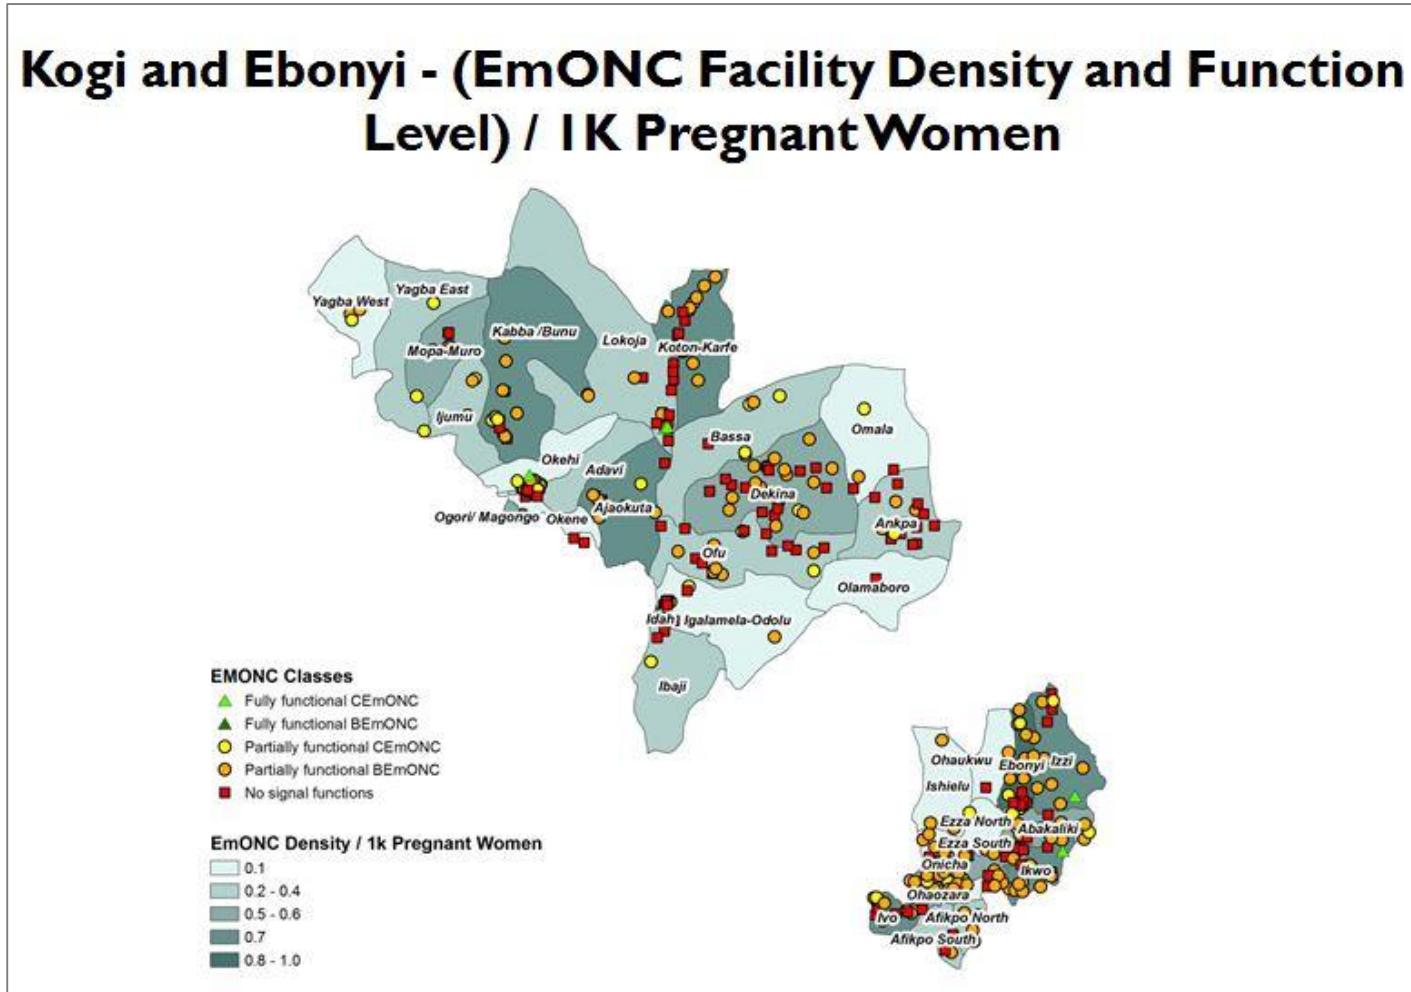 Kogi and Ebonyi - (EmONC Facility Density and Function
Level) / 1K Pregnant Women
Yagba West
Yagba East
Kabba /Bunu
Mopa-Muro
Lokoja
Koton-Karfe
Ijumu
Bassa
Omala
Okehi
Adavi
Dekina
Ogori/ Magongo
Okene
Ajaokuta
Ankpa
Ofu
Olamaboro
Idah
Igalamela-Odolu
Ibaji
EMONC Classes
Fully functional CEmONC
Fully functional BEmONC
Partially functional CEmONC
Partially functional BEmONC
No signal functions
EmONC Density / 1k Pregnant Women
0.1
0.2 - 0.4
0.5 - 0.6
0.7
0.8 - 1.0
Ohaukwu
Ebonyi
Izzi
Ishielu
Ezza North
Abakaliki
Ezza South
Onicha
Ikwo
Ohaozara
Ivo
Afikpo North
Afikpo South